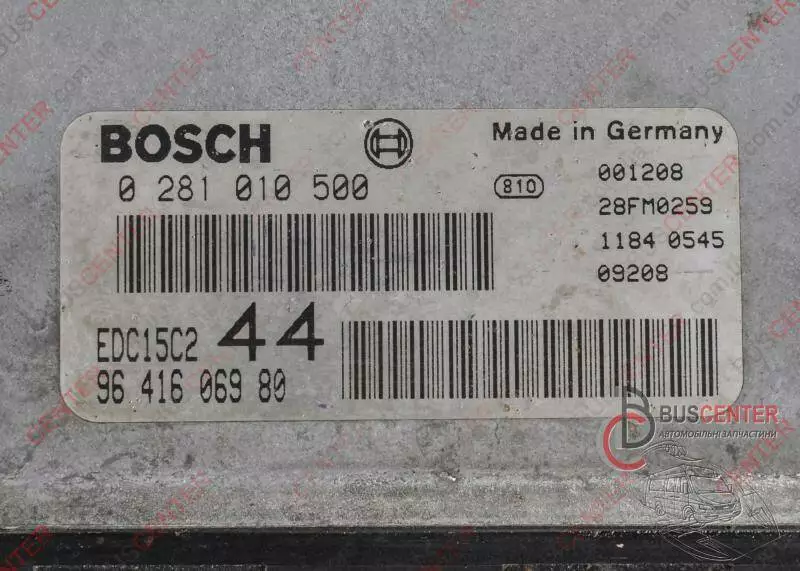 BOSCH
Made in Germany
0 281 010 500
810
001208
28FM0259
1184 0545
09208
EDC15C2 44
96 416 069 80
BUSCENTER
АВТОМОБІЛЬНІ ЗАПЧАСТИНИ